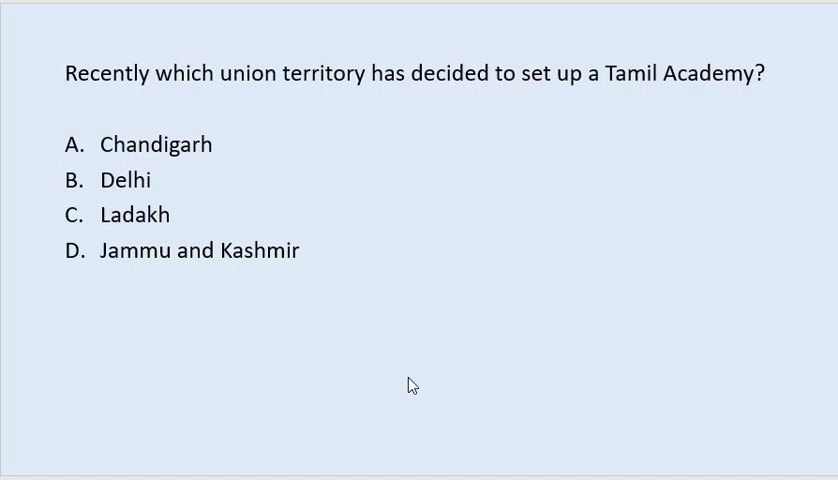 Recently which union territory has decided to set up a Tamil Academy?
A. Chandigarh
B. Delhi
C. Ladakh
D. Jammu and Kashmir